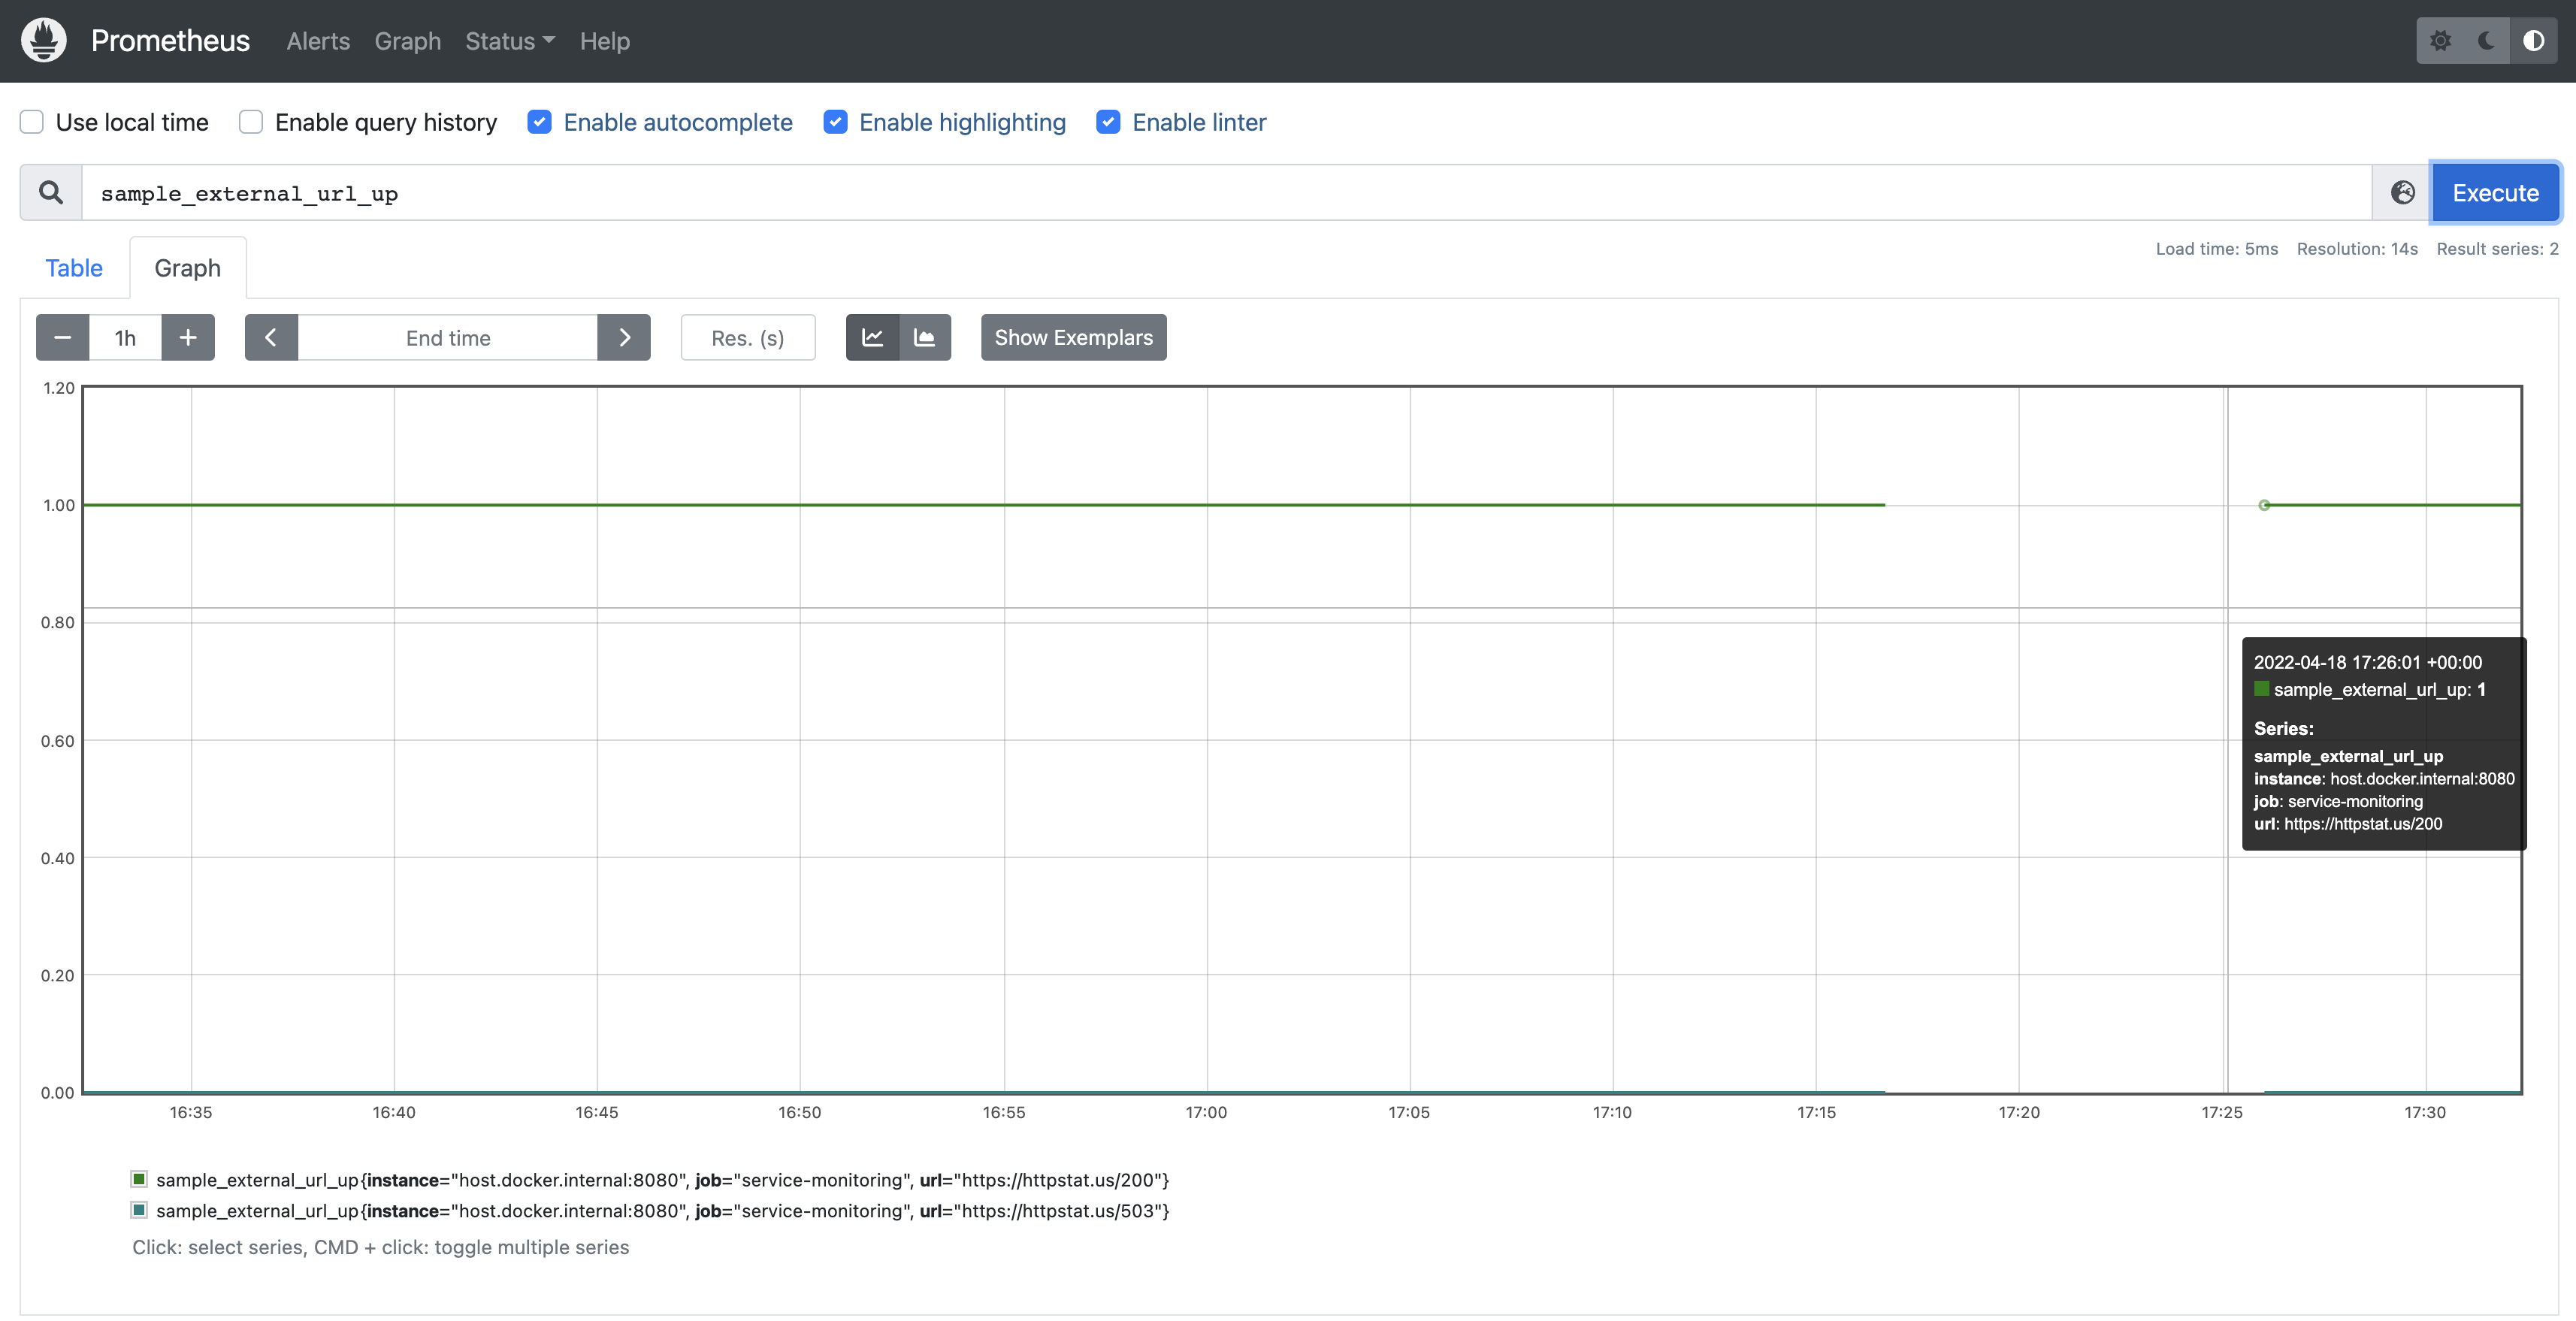 Prometheus Alerts Graph Status Help
Use local time Enable query history Enable autocomplete Enable highlighting Enable linter
sample_external_url_up Execute
Table Graph Load time: 5ms Resolution: 14s Result series: 2
1h End time Res. (s) Show Exemplars
1.20
1.00
0.80
0.60
0.40
0.20
0.00
2022-04-18 17:26:01 +00:00
sample_external_url_up: 1
Series:
sample_external_url_up
instance: host.docker.internal:8080
job: service-monitoring
url: https://httpstat.us/200
16:35 16:40 16:45 16:50 16:55 17:00 17:05 17:10 17:15 17:20 17:25 17:30
sample_external_url_up{instance="host.docker.internal:8080", job="service-monitoring", url="https://httpstat.us/200"}
sample_external_url_up{instance="host.docker.internal:8080", job="service-monitoring", url="https://httpstat.us/503"}
Click: select series, CMD + click: toggle multiple series